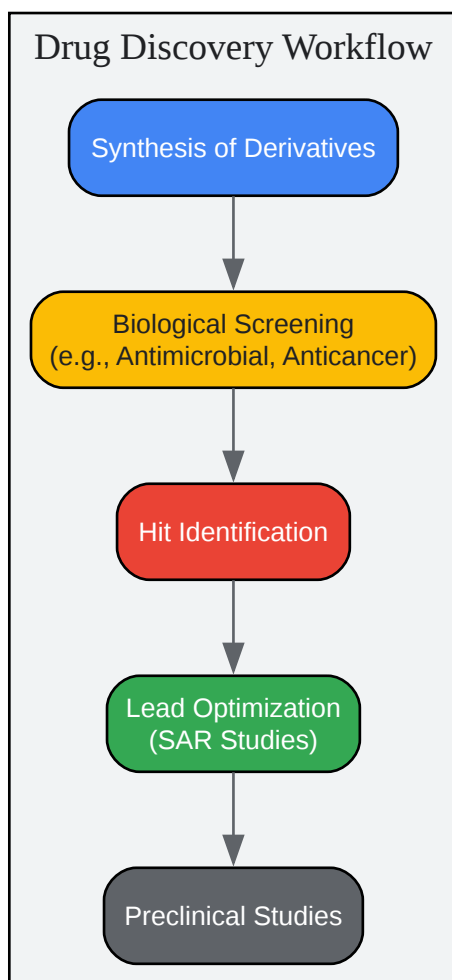 Drug Discovery Workflow
Synthesis of Derivatives
Biological Screening
(e.g., Antimicrobial, Anticancer)
Hit Identification
Lead Optimization
(SAR Studies)
Preclinical Studies